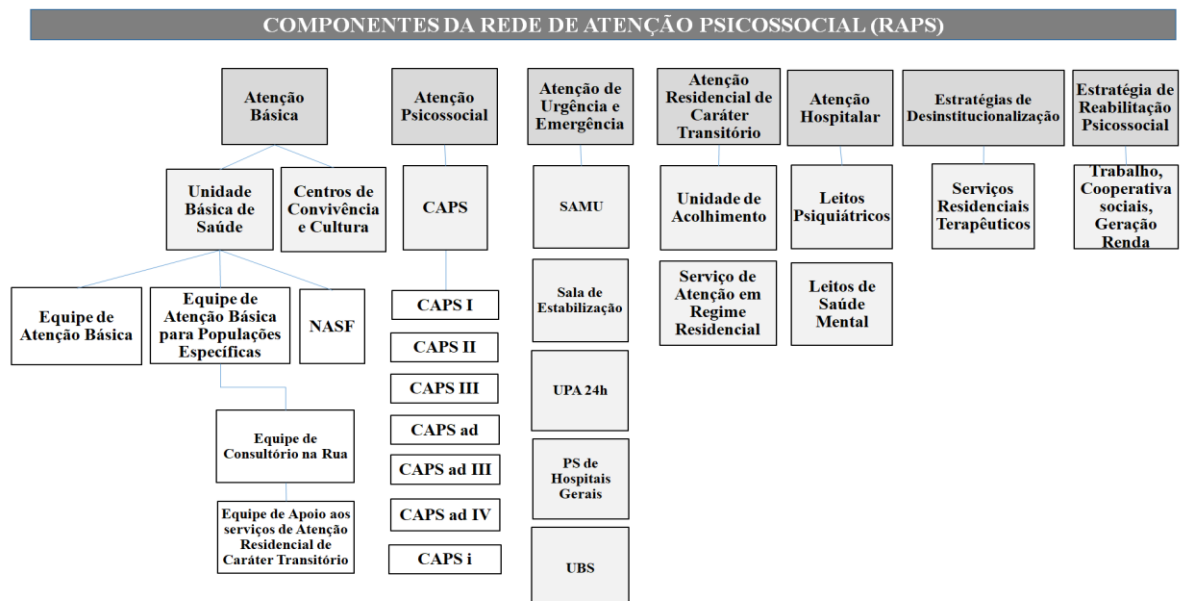 COMPONENTES DA REDE DE ATENÇÃO PSICOSSOCIAL (RAPS)
Atenção
Básica
Atenção
Psicossocial
Atenção de
Urgência e
Emergência
Atenção
Residencial de
Caráter
Transitório
Atenção
Hospitalar
Estratégias de
Desinstitucionalização
Estratégia de
Reabilitação
Psicossocial
Unidade
Básica de
Saúde
Centros de
Convivência
e Cultura
CAPS
SAMU
Unidade de
Acolhimento
Leitos
Psiquiátricos
Serviços
Residenciais
Terapêuticos
Trabalho,
Cooperativa
sociais,
Geração
Renda
Equipe de
Atenção Básica
Equipe de
Atenção Básica
para Populações
Específicas
NASF
CAPS I
CAPS II
CAPS III
CAPS ad
CAPS ad III
CAPS ad IV
CAPS i
Sala de
Estabilização
Serviço de
Atenção em
Regime
Residencial
Leitos de
Saúde
Mental
UPA 24h
Equipe de
Consultório na Rua
PS de
Hospitais
Gerais
Equipe de Apoio aos
serviços de Atenção
Residencial de
Caráter Transitório
UBS